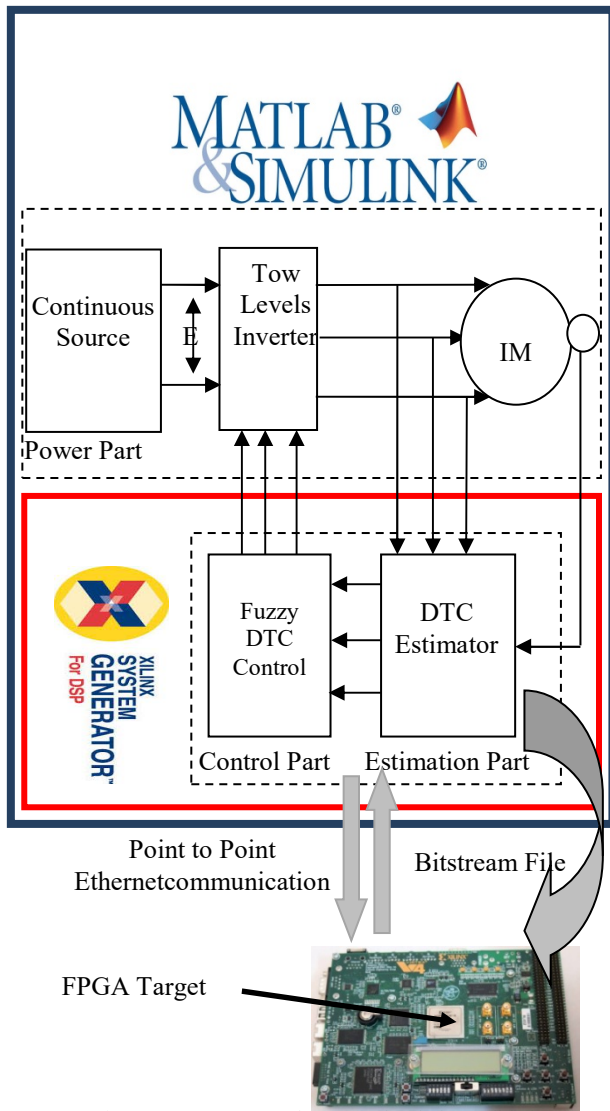 MATLAB®
&SIMULINK®
Continuous
Source
E
Tow
Levels
Inverter
IM
Power Part
XILINX
SYSTEM
GENERATOR™
For DSP
Fuzzy
DTC
Control
DTC
Estimator
Control Part
Estimation Part
Point to Point
Ethernetcommunication
Bitstream File
FPGA Target